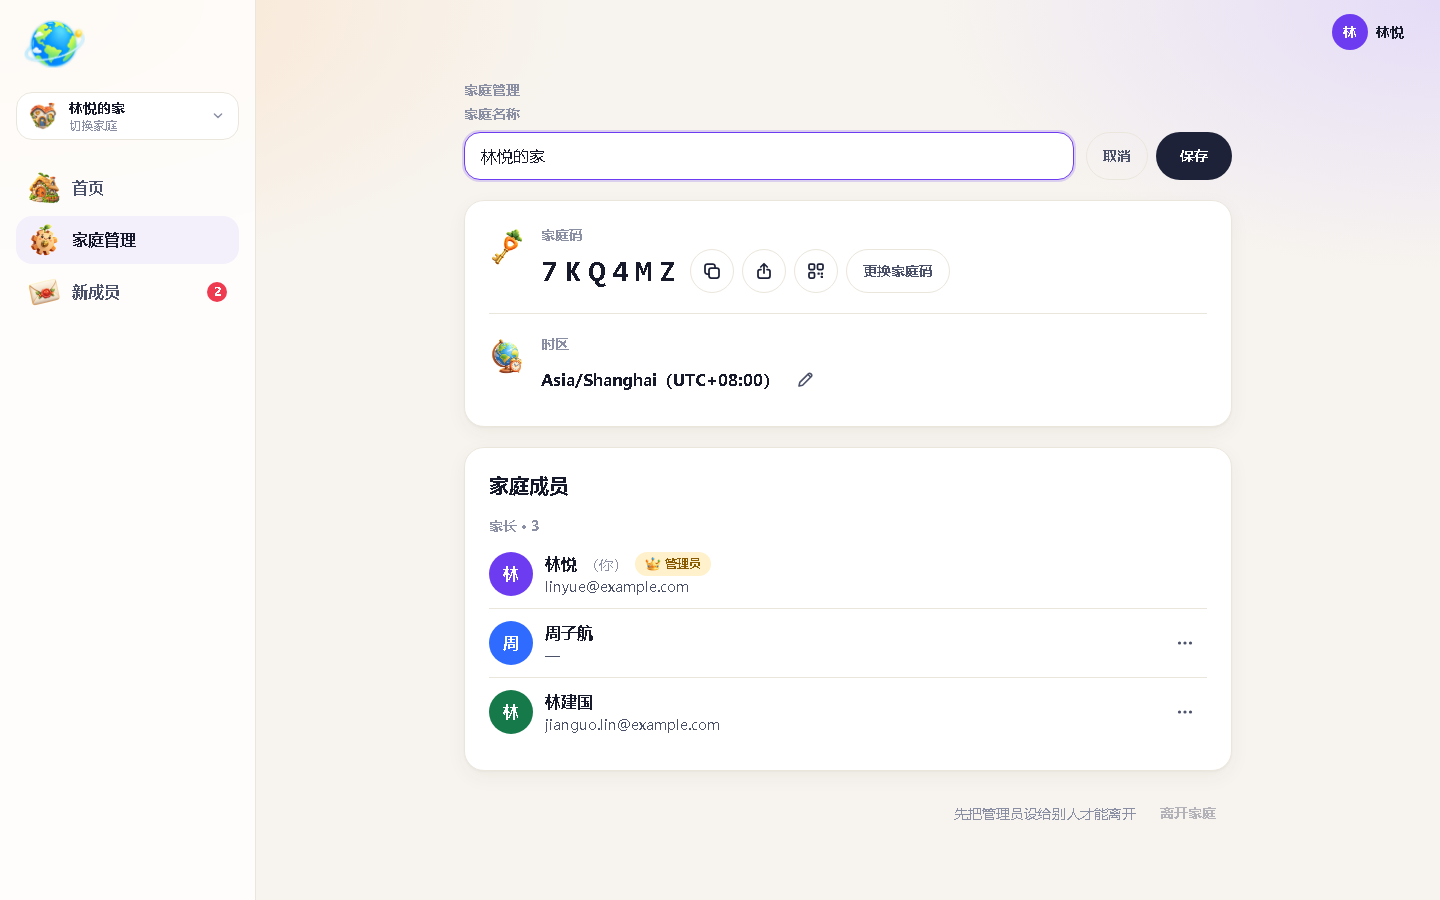 林悦的家
切换家庭
首页
家庭管理
新成员
2
林
林悦
家庭管理
家庭名称
林悦的家
取消
保存
家庭码
7KQ4MZ
更换家庭码
时区
Asia/Shanghai（UTC+08:00）
家庭成员
家长 • 3
林
林悦
（你）
管理员
linyue@example.com
周
周子航
—
林
林建国
jianguo.lin@example.com
先把管理员设给别人才能离开
离开家庭